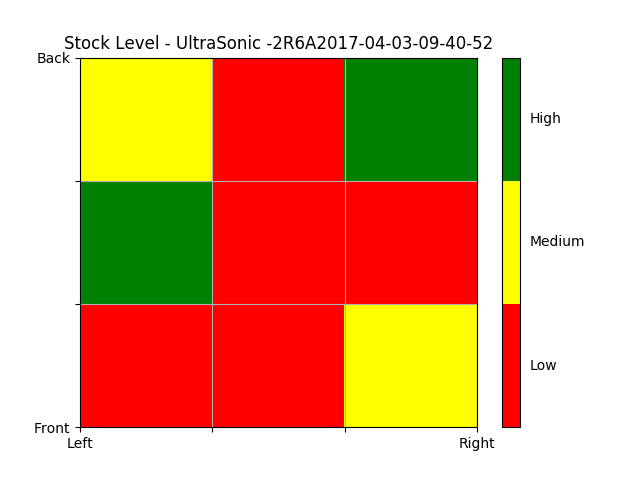 Stock Level - UltraSonic -2R6A2017-04-03-09-40-52
Back
High
Medium
Low
Front
Left
Right